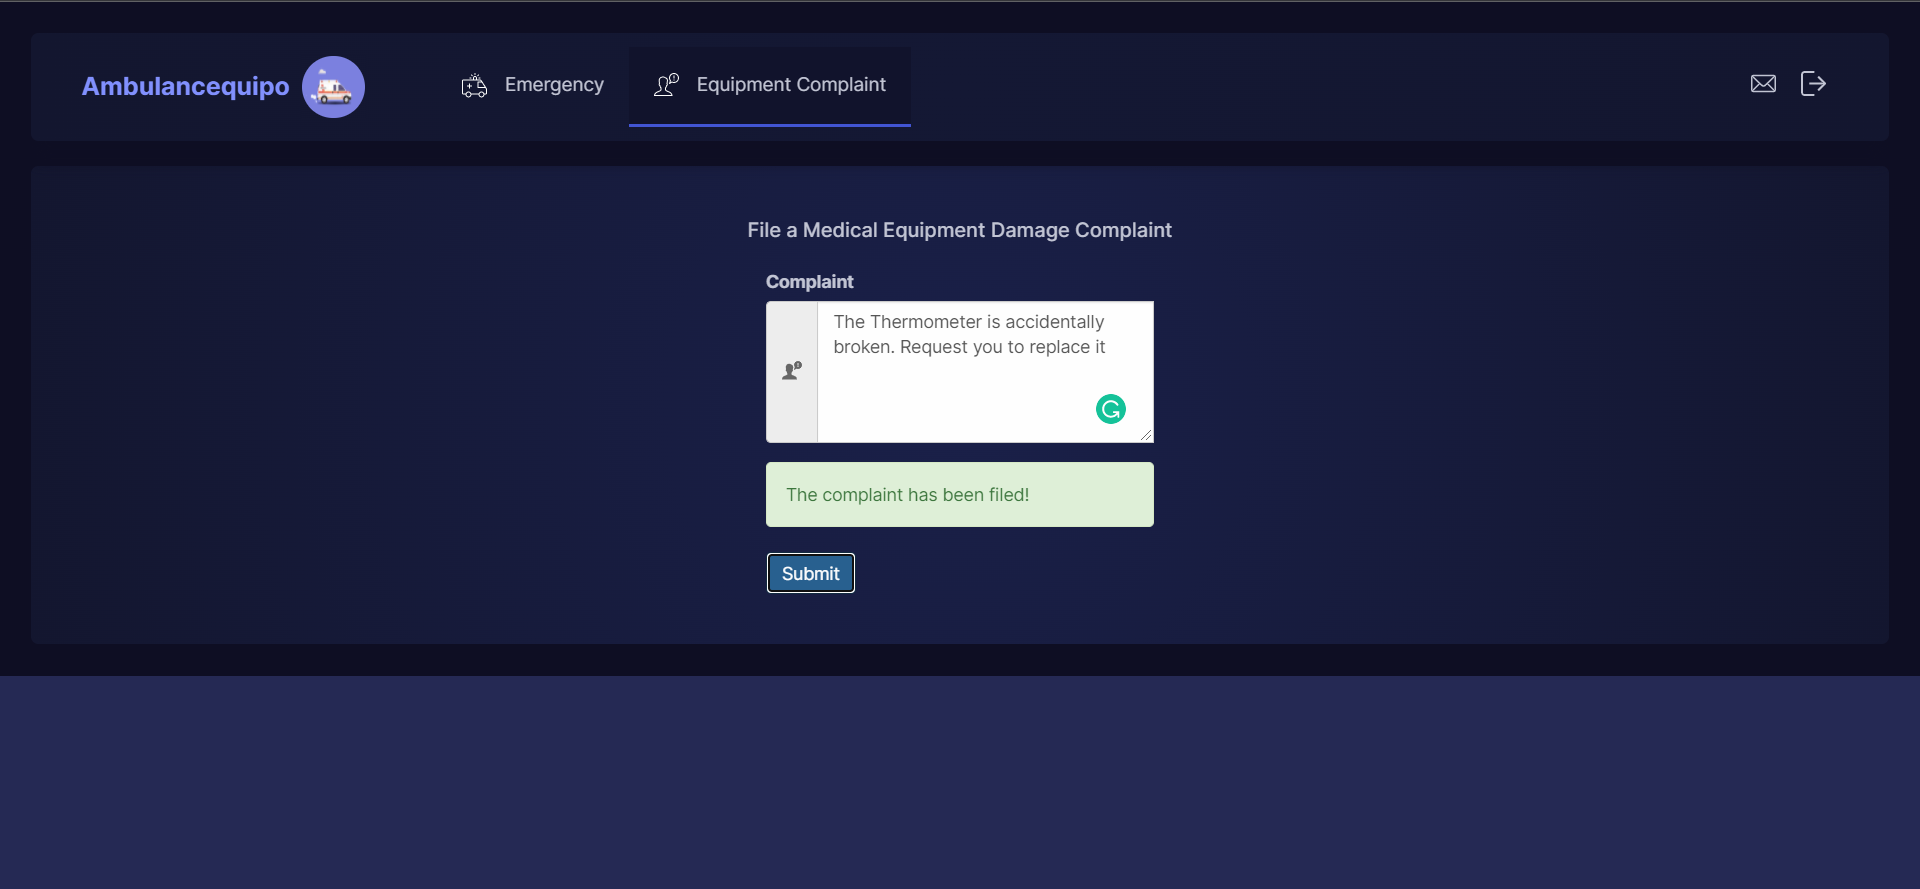 Ambulancequipo
Emergency
Equipment Complaint
File a Medical Equipment Damage Complaint
Complaint
The Thermometer is accidentally
broken. Request you to replace it
The complaint has been filed!
Submit